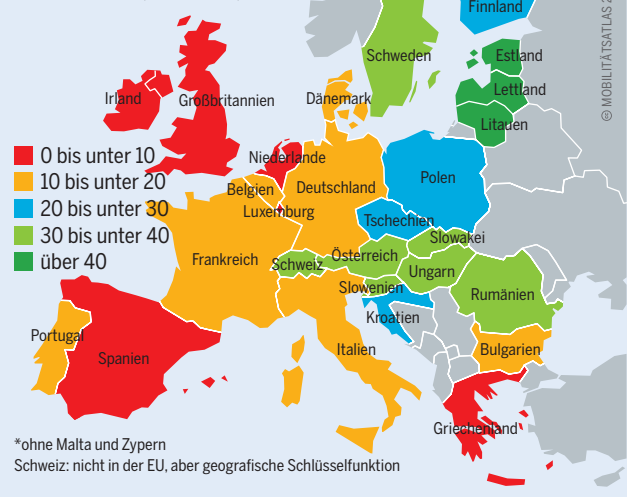 Finnland
Schweden
Estland
Lettland
Litauen
Irland
Großbritannien
Dänemark
© MOBILITÄTSATLAS
0 bis unter 10
10 bis unter 20
20 bis unter 30
30 bis unter 40
über 40
Niederlande
Belgien
Deutschland
Luxemburg
Polen
Tschechien
Slowakei
Frankreich
Schweiz
Österreich
Ungarn
Slowenien
Rumänien
Kroatien
Portugal
Spanien
Italien
Bulgarien
Griechenland
*ohne Malta und Zypern
Schweiz: nicht in der EU, aber geografische Schlüsselfunktion